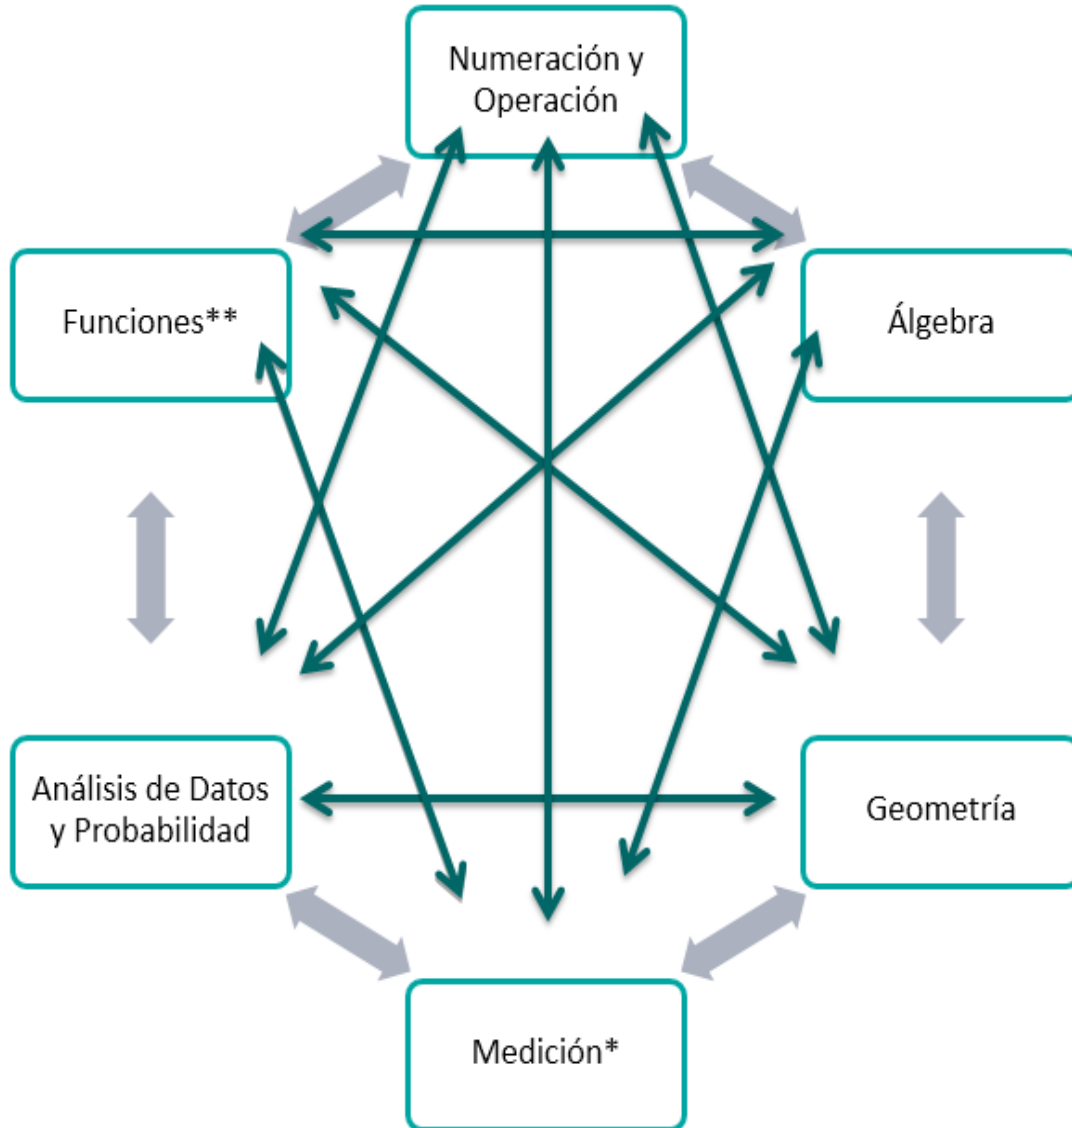 Numeración y
Operación
Funciones**
Álgebra
Análisis de Datos
y Probabilidad
Geometría
Medición*